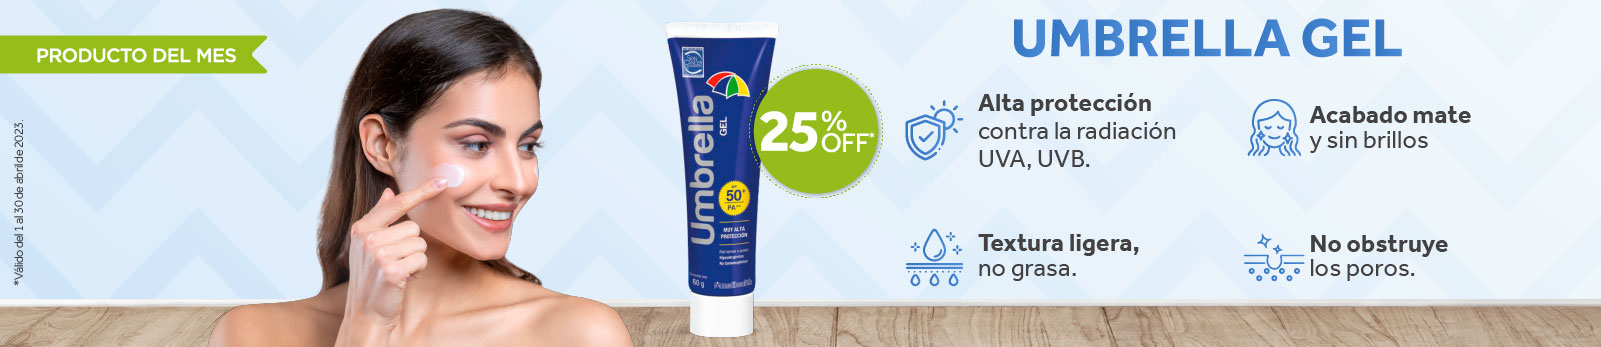 PRODUCTO DEL MES
*Válido del 1 al 30 de abril de 2023.
Umbrella
GEL
50+
PA++
MUY ALTA
PROTECCIÓN
60 g
25%
OFF*
UMBRELLA GEL
Alta protección
contra la radiación
UVA, UVB.
Acabado mate
y sin brillos
Textura ligera,
no grasa.
No obstruye
los poros.